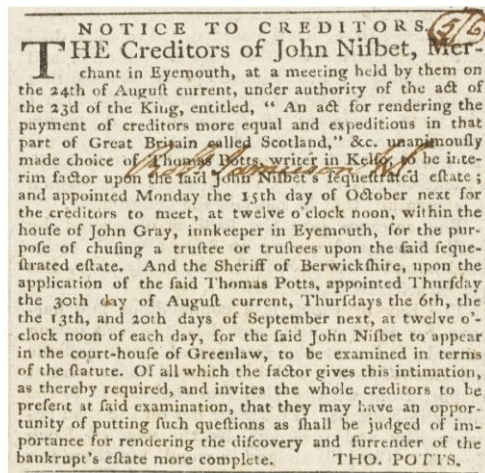 NOTICE TO CREDITORS.
5/6
THE Creditors of John Niſbet, Mer-
chant in Eyemouth, at a meeting held by them on
the 24th of Auguſt current, under authority of the act of
the 23d of the King, entitled, “ An act for rendering the
payment of creditors more equal and expeditious in that
part of Great Britain called Scotland,” &c. unanimouſly
made choice of Thomas Potts, writer in Kelſo, to be inte-
rim factor upon the ſaid John Niſbet's ſequeſtrated eſtate ;
and appointed Monday the 15th day of October next for
the creditors to meet, at twelve o'clock noon, within the
houſe of John Gray, innkeeper in Eyemouth, for the pur-
poſe of chuſing a truſtee or truſtees upon the ſaid ſeque-
ſtrated eſtate. And the Sheriff of Berwickſhire, upon the
application of the ſaid Thomas Potts, appointed Thurſday
the 30th day of Auguſt current, Thurſdays the 6th, the
the 13th, and 20th days of September next, at twelve o'-
clock noon of each day, for the ſaid John Niſbet to appear
in the court-houſe of Greenlaw, to be examined in terms
of the ſtatute. Of all which the factor gives this intimation,
as thereby required, and invites the whole creditors to be
preſent at ſaid examination, that they may have an oppor-
tunity of putting ſuch queſtions as ſhall be judged of im-
portance for rendering the diſcovery and ſurrender of the
bankrupt's eſtate more complete. THO. POTTS.